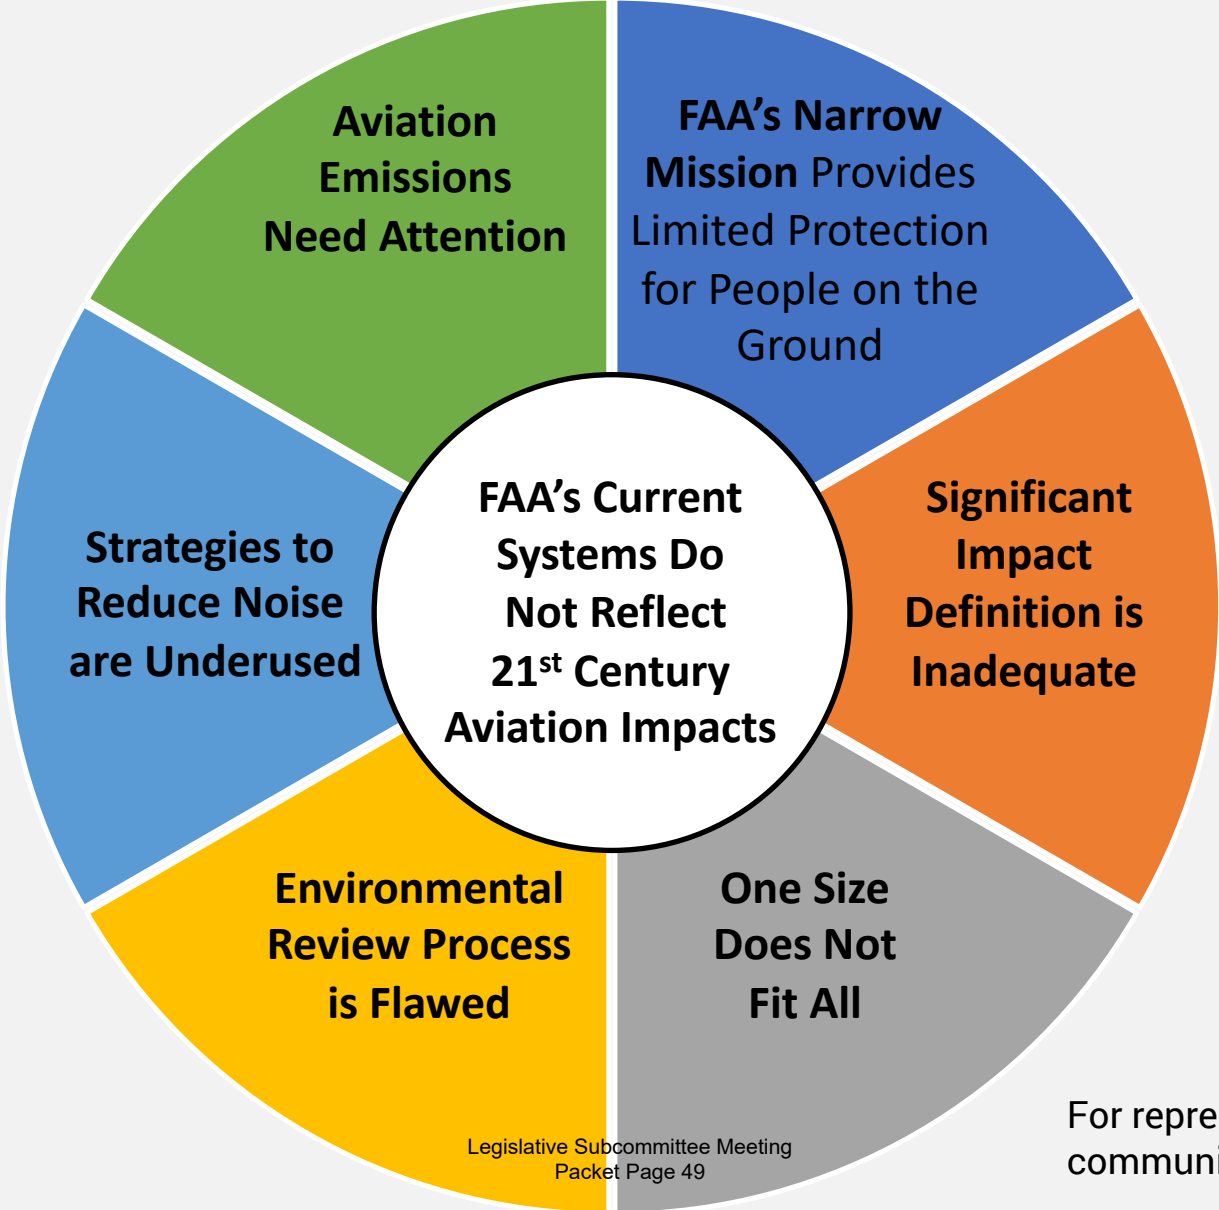 Aviation
Emissions
Need Attention
FAA’s Narrow
Mission Provides
Limited Protection
for People on the
Ground
Significant
Impact
Definition is
Inadequate
One Size
Does Not
Fit All
Environmental
Review Process
is Flawed
Strategies to
Reduce Noise
are Underused
FAA’s Current
Systems Do
Not Reflect
21st Century
Aviation Impacts
Legislative Subcommittee Meeting
Packet Page 49
For